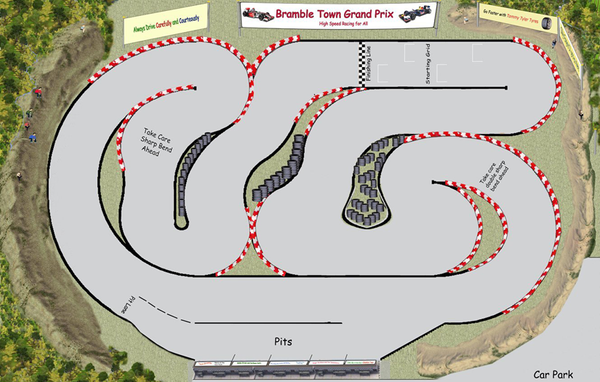 Always Drive Carefully and Courteously
Bramble Town Grand Prix
High Speed Racing for All
Go Faster with Tommy Tyler Tyres
Finishing Line
Starting Grid
Take Care
Sharp Bend
Ahead
Take care
double sharp
bend ahead
Pit Lane
Pits
Car Park